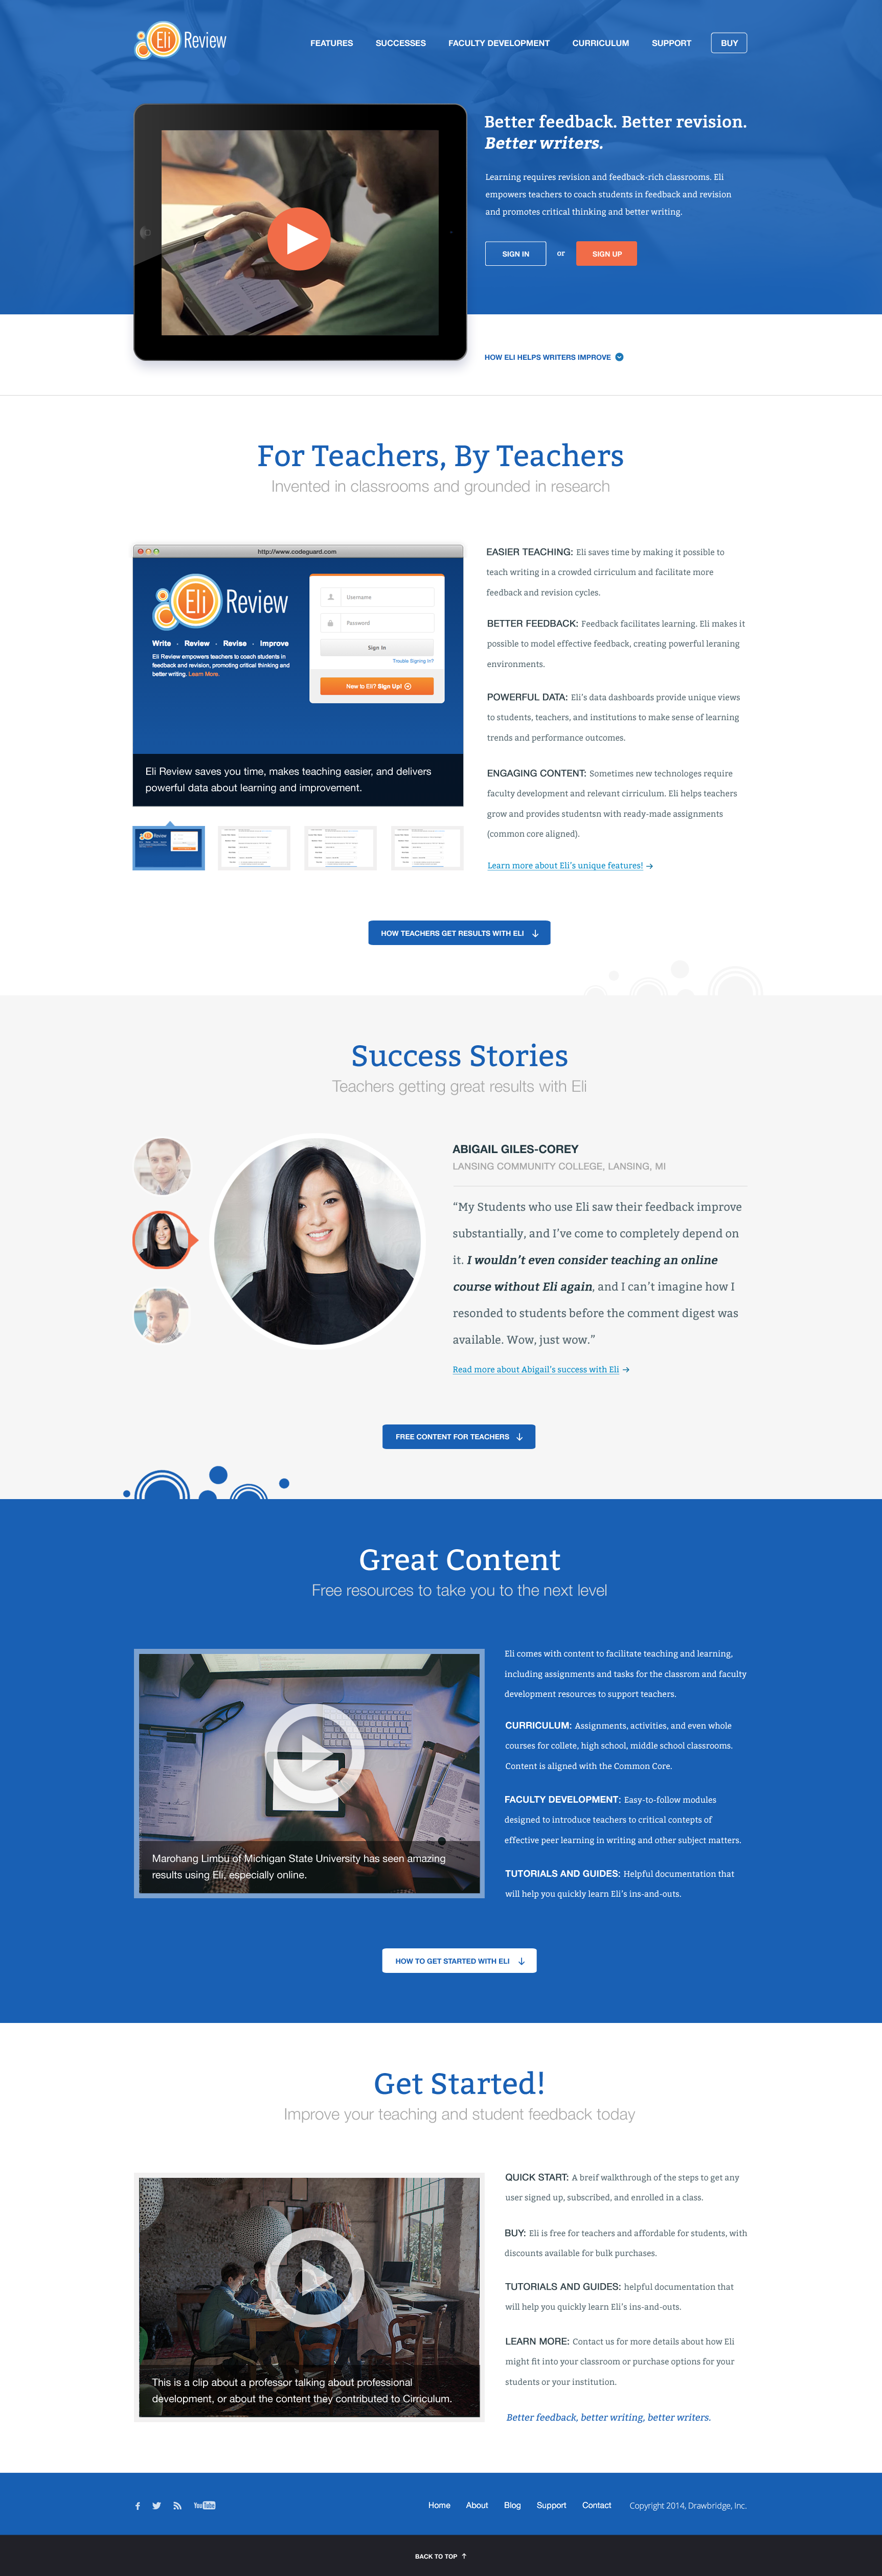 Eli Review
FEATURES SUCCESSES FACULTY DEVELOPMENT CURRICULUM SUPPORT BUY
Better feedback. Better revision.
Better writers.
Learning requires revision and feedback-rich classrooms. Eli
empowers teachers to coach students in feedback and revision
and promotes critical thinking and better writing.
SIGN IN or SIGN UP
HOW ELI HELPS WRITERS IMPROVE
For Teachers, By Teachers
Invented in classrooms and grounded in research
http://www.codeguard.com
Eli Review
Write · Review · Revise · Improve
Eli Review empowers teachers to coach students in
feedback and revision, promoting critical thinking and
better writing. Learn More.
Username
Password
Sign In
Trouble Signing In?
New to Eli? Sign Up!
Eli Review saves you time, makes teaching easier, and delivers
powerful data about learning and improvement.
EASIER TEACHING: Eli saves time by making it possible to
teach writing in a crowded cirriculum and facilitate more
feedback and revision cycles.
BETTER FEEDBACK: Feedback facilitates learning. Eli makes it
possible to model effective feedback, creating powerful leraning
environments.
POWERFUL DATA: Eli's data dashboards provide unique views
to students, teachers, and institutions to make sense of learning
trends and performance outcomes.
ENGAGING CONTENT: Sometimes new technologes require
faculty development and relevant cirriculum. Eli helps teachers
grow and provides studentsn with ready-made assignments
(common core aligned).
Learn more about Eli's unique features! →
HOW TEACHERS GET RESULTS WITH ELI ↓
Success Stories
Teachers getting great results with Eli
ABIGAIL GILES-COREY
LANSING COMMUNITY COLLEGE, LANSING, MI
“My Students who use Eli saw their feedback improve
substantially, and I’ve come to completely depend on
it. I wouldn’t even consider teaching an online
course without Eli again, and I can’t imagine how I
resonded to students before the comment digest was
available. Wow, just wow.”
Read more about Abigail's success with Eli →
FREE CONTENT FOR TEACHERS ↓
Great Content
Free resources to take you to the next level
Marohang Limbu of Michigan State University has seen amazing
results using Eli, especially online.
Eli comes with content to facilitate teaching and learning,
including assignments and tasks for the classrom and faculty
development resources to support teachers.
CURRICULUM: Assignments, activities, and even whole
courses for collete, high school, middle school classrooms.
Content is aligned with the Common Core.
FACULTY DEVELOPMENT: Easy-to-follow modules
designed to introduce teachers to critical contepts of
effective peer learning in writing and other subject matters.
TUTORIALS AND GUIDES: Helpful documentation that
will help you quickly learn Eli's ins-and-outs.
HOW TO GET STARTED WITH ELI ↓
Get Started!
Improve your teaching and student feedback today
This is a clip about a professor talking about professional
development, or about the content they contributed to Cirriculum.
QUICK START: A breif walkthrough of the steps to get any
user signed up, subscribed, and enrolled in a class.
BUY: Eli is free for teachers and affordable for students, with
discounts available for bulk purchases.
TUTORIALS AND GUIDES: helpful documentation that
will help you quickly learn Eli's ins-and-outs.
LEARN MORE: Contact us for more details about how Eli
might fit into your classroom or purchase options for your
students or your institution.
Better feedback, better writing, better writers.
YouTube
Home About Blog Support Contact Copyright 2014, Drawbridge, Inc.
BACK TO TOP ↑